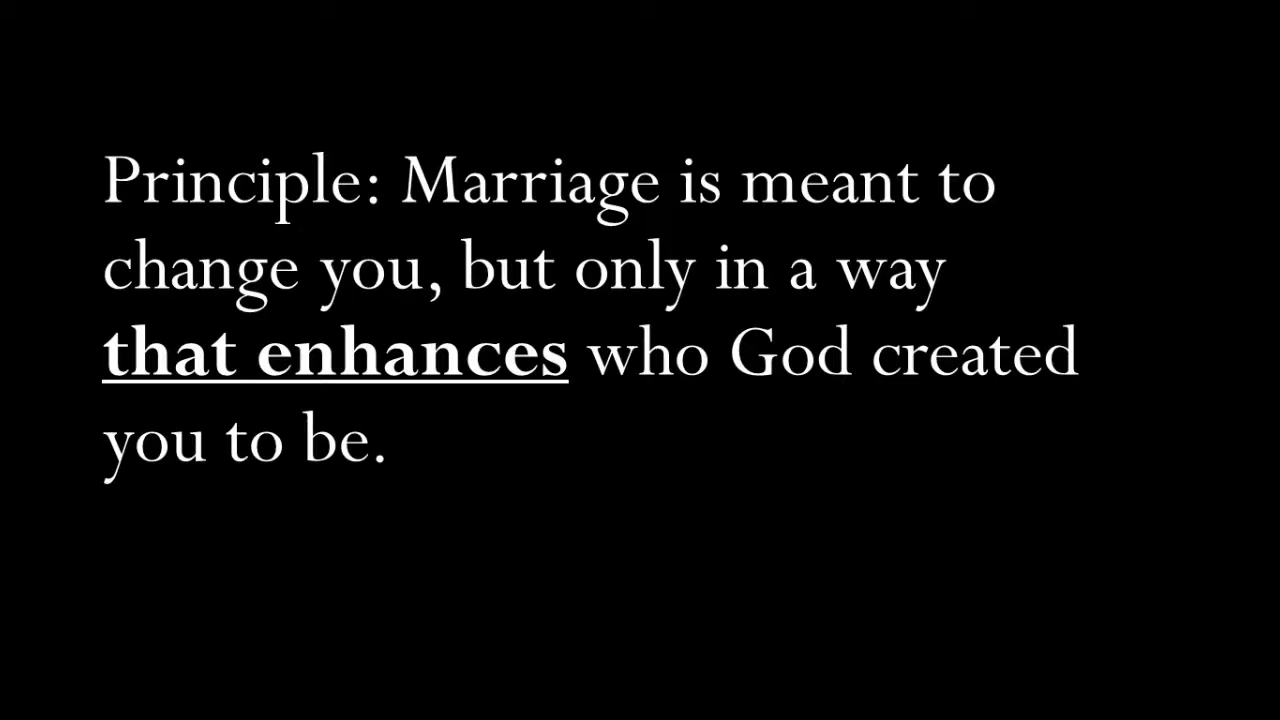 Principle: Marriage is meant to
change you, but only in a way
that enhances who God created
you to be.